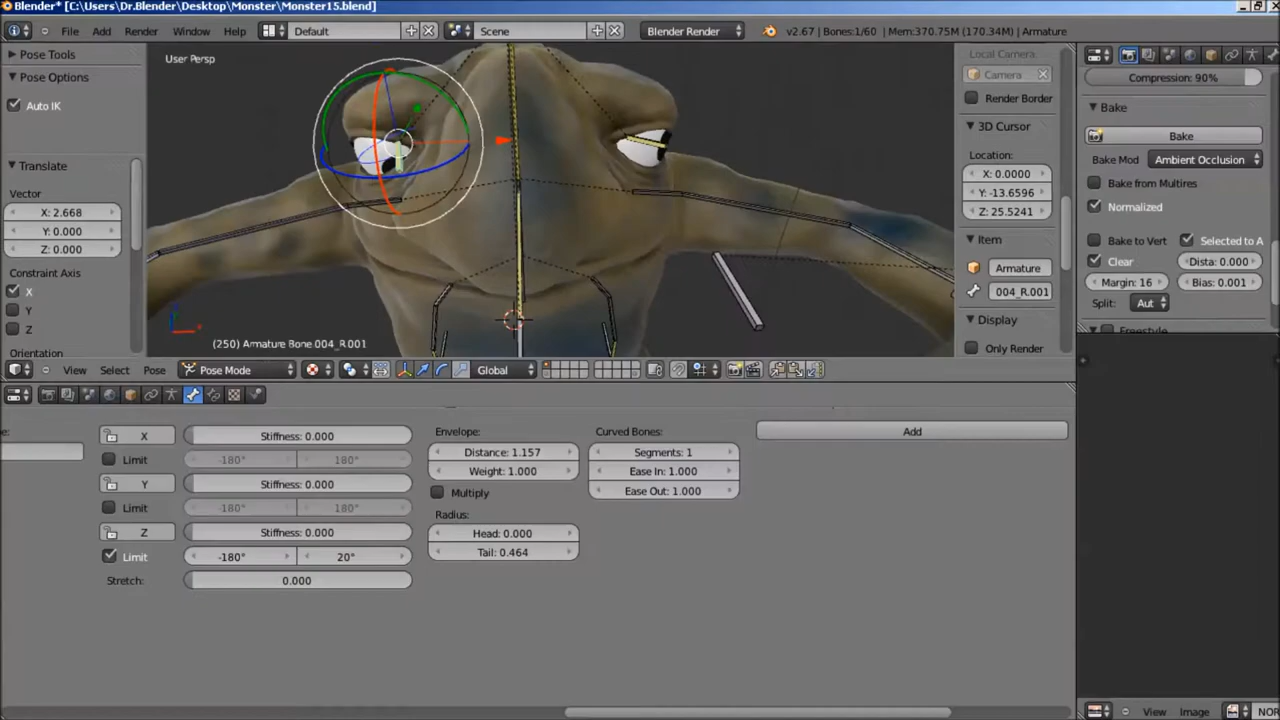 Blender* [C:\Users\Dr.Blender\Desktop\Monster\Monster15.blend]
File Add Render Window Help Default Scene Blender Render v2.67 | Bones:1/60 | Mem:370.75M (170.34M) | Armature
Pose Tools
Pose Options
Auto IK
Translate
Vector
X: 2.668
Y: 0.000
Z: 0.000
Constraint Axis
X
Y
Z
Orientation
User Persp
(250) Armature Bone.004_R.001
Local Camera:
Camera
Render Border
3D Cursor
Location:
X: 0.0000
Y: -13.6596
Z: 25.5241
Item
Armature
004_R.001
Display
Only Render
Compression: 90%
Bake
Bake
Bake Mod Ambient Occlusion
Bake from Multires
Normalized
Bake to Vert Selected to A
Clear Dista: 0.000
Margin: 16 Bias: 0.001
Split: Aut
Freestyle
View Select Pose Pose Mode Global
X Stiffness: 0.000
Limit -180° 180°
Y Stiffness: 0.000
Limit -180° 180°
Z Stiffness: 0.000
Limit -180° 20°
Stretch: 0.000
Envelope:
Distance: 1.157
Weight: 1.000
Multiply
Radius:
Head: 0.000
Tail: 0.464
Curved Bones:
Segments: 1
Ease In: 1.000
Ease Out: 1.000
Add
View Image NOR